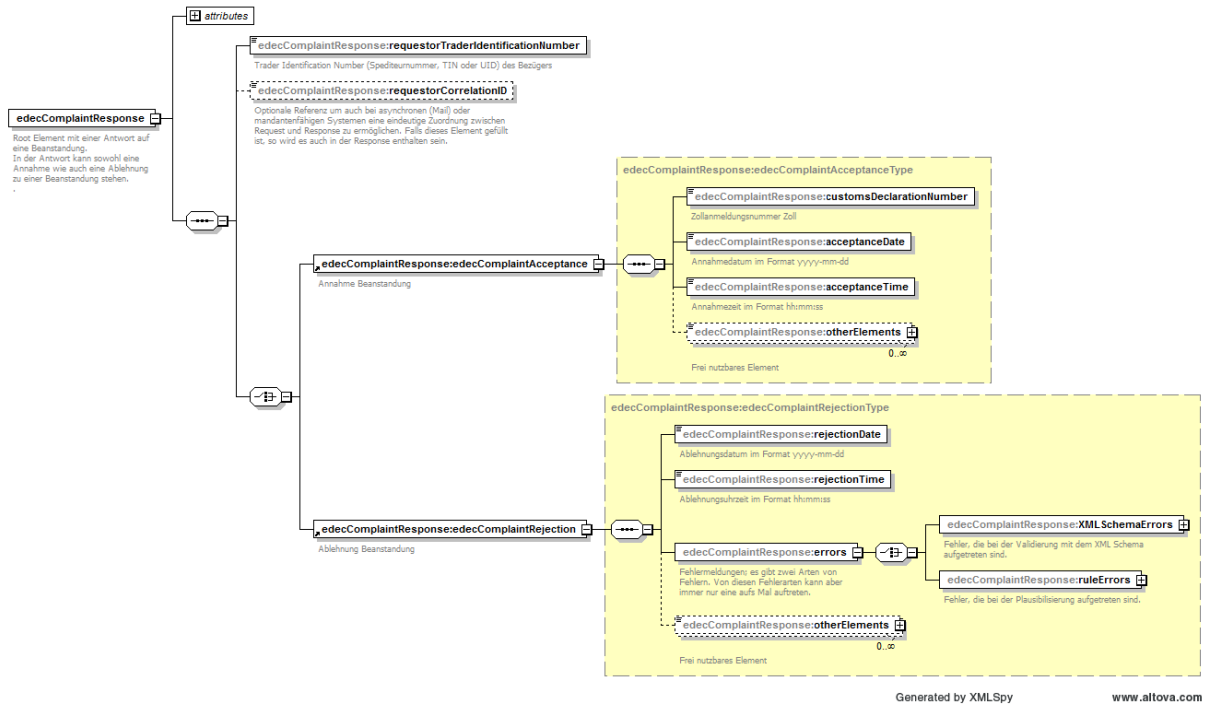 attributes
edecComplaintResponse:requestorTraderIdentificationNumber
Trader Identification Number (Spediteurnummer, TIN oder UID) des Bezügers
edecComplaintResponse:requestorCorrelationID
Optionale Referenz um auch bei asynchronen (Mail) oder
mandantenfähigen Systemen eine eindeutige Zuordnung zwischen
Request und Response zu ermöglichen. Falls dieses Element gefüllt
ist, so wird es auch in der Response enthalten sein.
edecComplaintResponse
Root Element mit einer Antwort auf
eine Beanstandung.
In der Antwort kann sowohl eine
Annahme wie auch eine Ablehnung
zu einer Beanstandung stehen.
.
edecComplaintResponse:edecComplaintAcceptance
Annahme Beanstandung
edecComplaintResponse:edecComplaintAcceptanceType
edecComplaintResponse:customsDeclarationNumber
Zollanmeldungsnummer Zoll
edecComplaintResponse:acceptanceDate
Annahmedatum im Format yyyy-mm-dd
edecComplaintResponse:acceptanceTime
Annahmezeit im Format hh:mm:ss
edecComplaintResponse:otherElements
0..∞
Frei nutzbares Element
edecComplaintResponse:edecComplaintRejection
Ablehnung Beanstandung
edecComplaintResponse:edecComplaintRejectionType
edecComplaintResponse:rejectionDate
Ablehnungsdatum im Format yyyy-mm-dd
edecComplaintResponse:rejectionTime
Ablehnungsuhrzeit im Format hh:mm:ss
edecComplaintResponse:errors
Fehlermeldungen; es gibt zwei Arten von
Fehlern. Von diesen Fehlerarten kann aber
immer nur eine aufs Mal auftreten.
edecComplaintResponse:XMLSchemaErrors
Fehler, die bei der Validierung mit dem XML Schema
aufgetreten sind.
edecComplaintResponse:ruleErrors
Fehler, die bei der Plausibilisierung aufgetreten sind.
edecComplaintResponse:otherElements
0..∞
Frei nutzbares Element
Generated by XMLSpy
www.altova.com